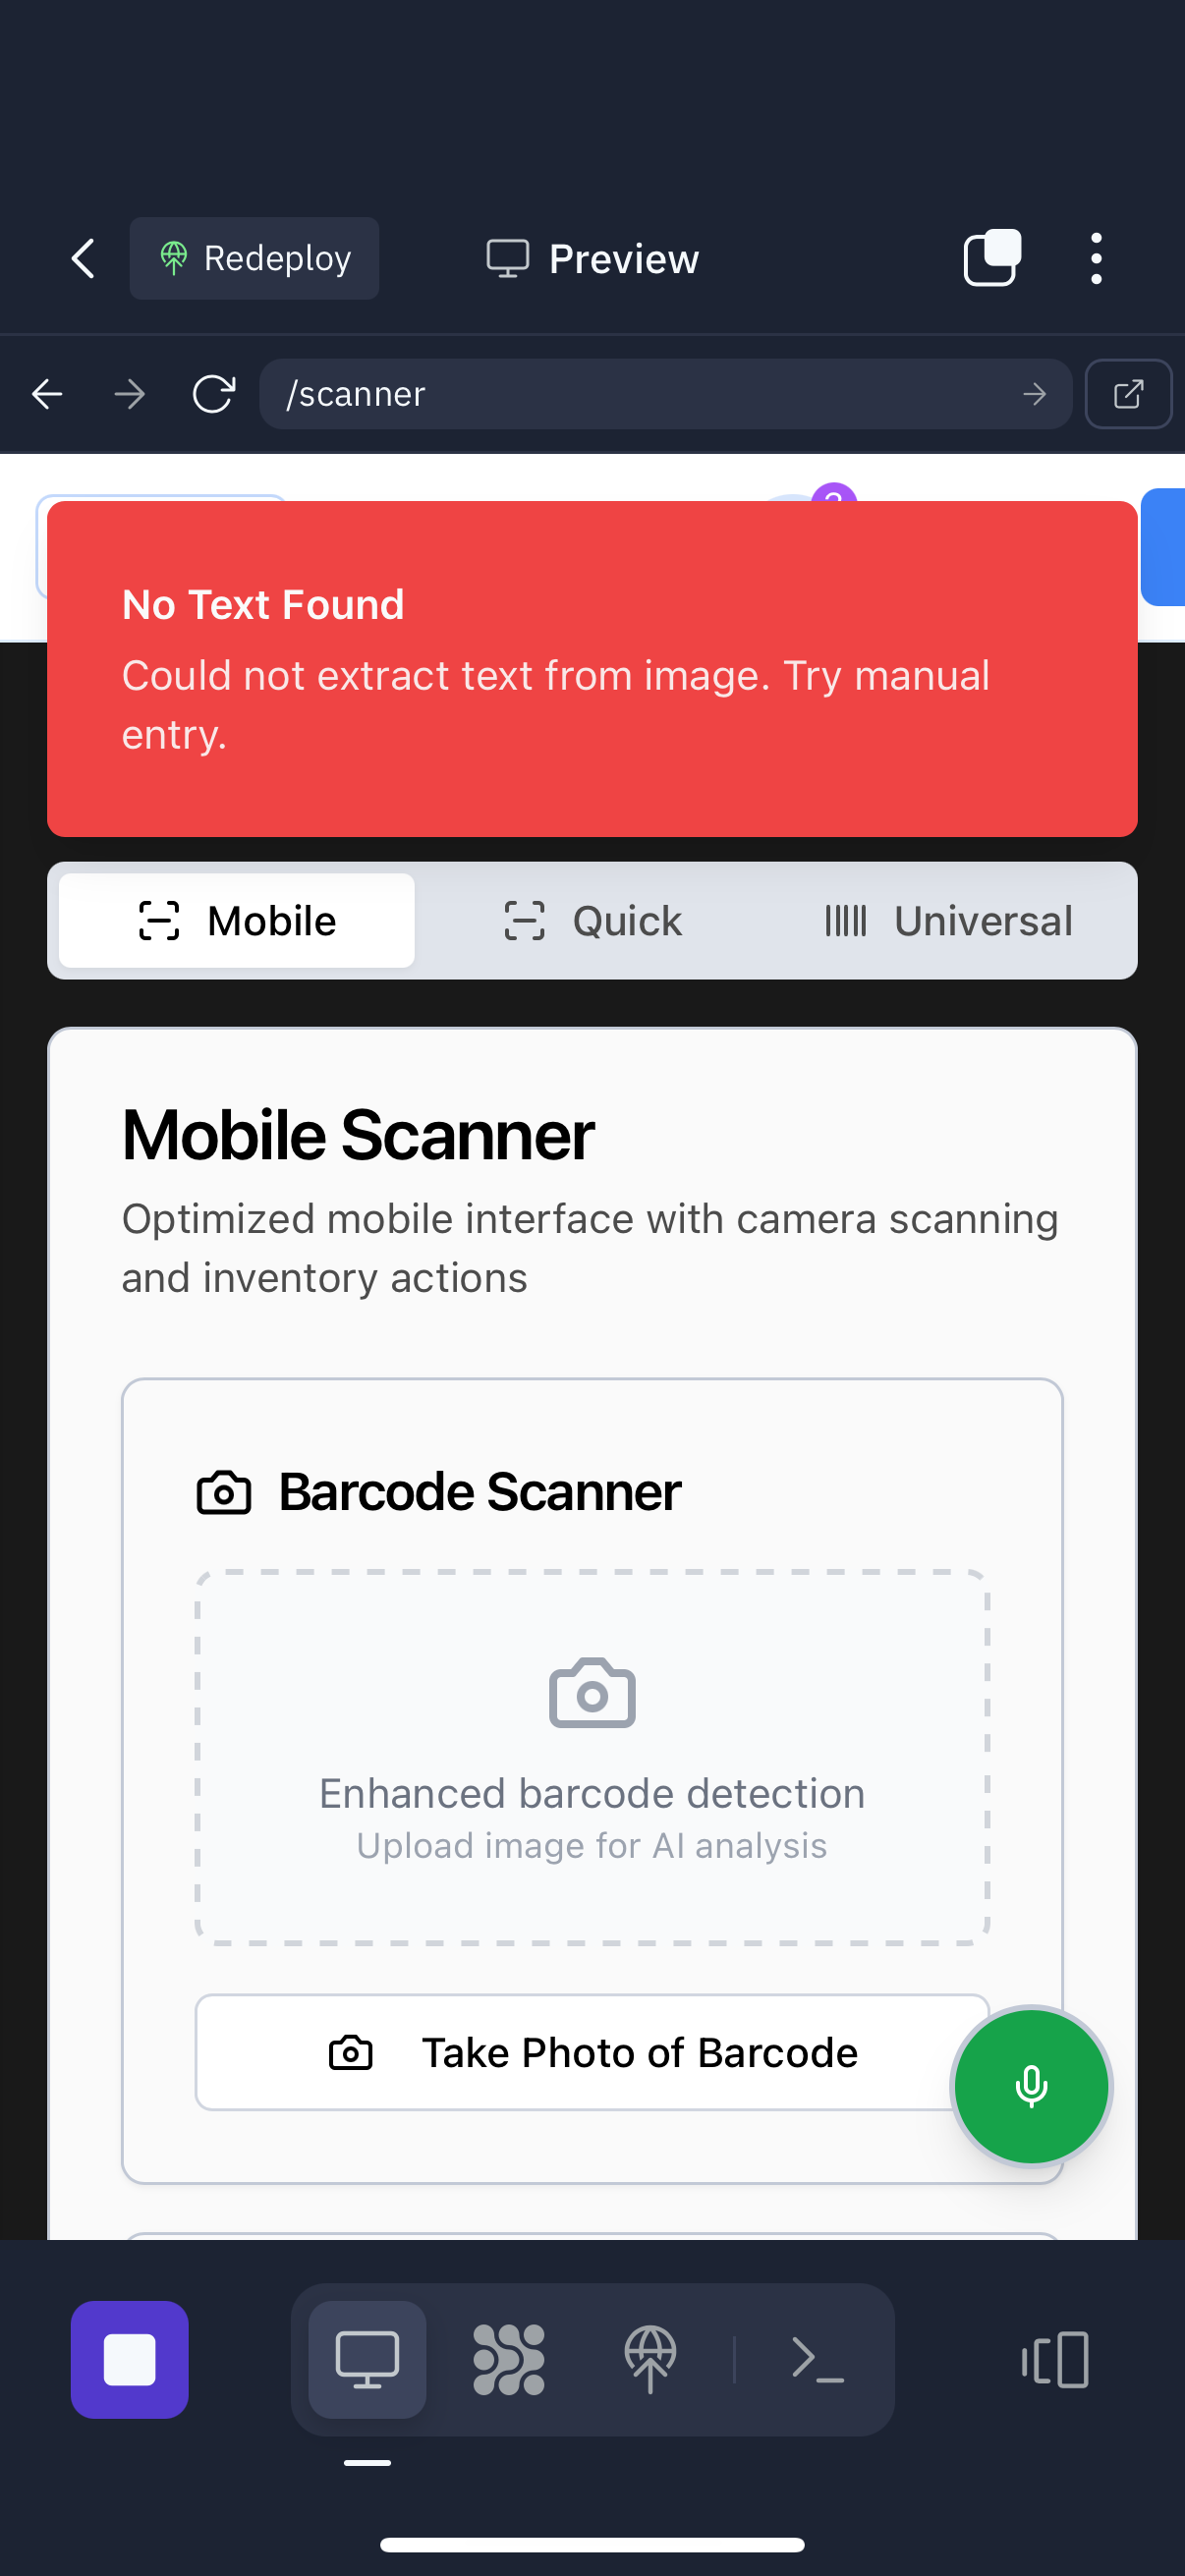 Redeploy
Preview
/scanner
No Text Found
Could not extract text from image. Try manual
entry.
Mobile
Quick
Universal
Mobile Scanner
Optimized mobile interface with camera scanning
and inventory actions
Barcode Scanner
Enhanced barcode detection
Upload image for AI analysis
Take Photo of Barcode